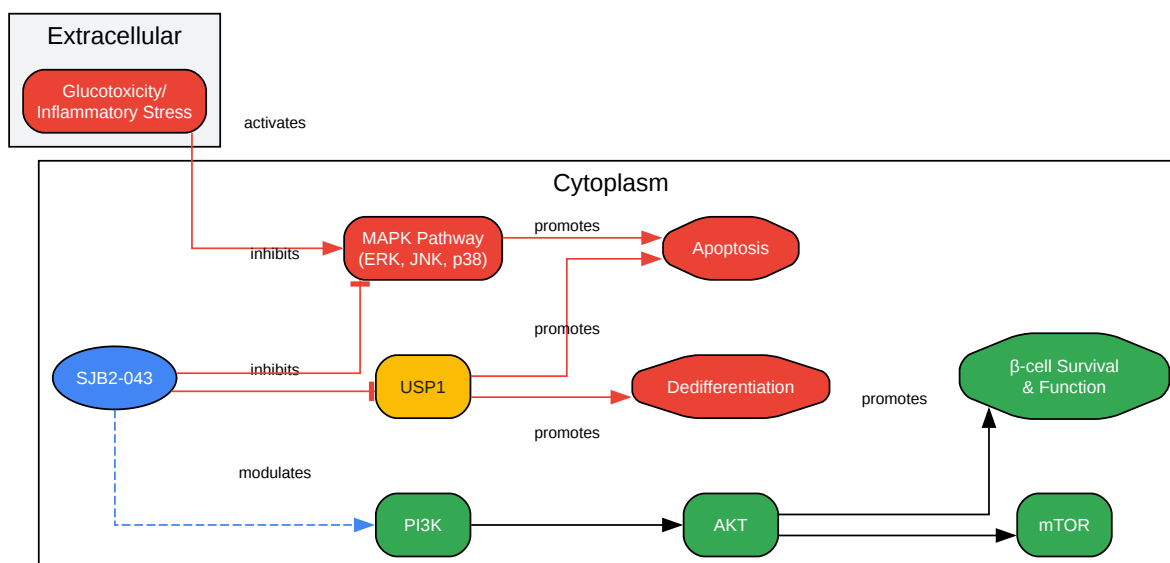 Extracellular
Glucotoxicity/
Inflammatory Stress
activates
Cytoplasm
MAPK Pathway
(ERK, JNK, p38)
promotes
Apoptosis
inhibits
promotes
SJB2-043
inhibits
USP1
Dedifferentiation
β-cell Survival
& Function
promotes
promotes
modulates
PI3K
AKT
mTOR